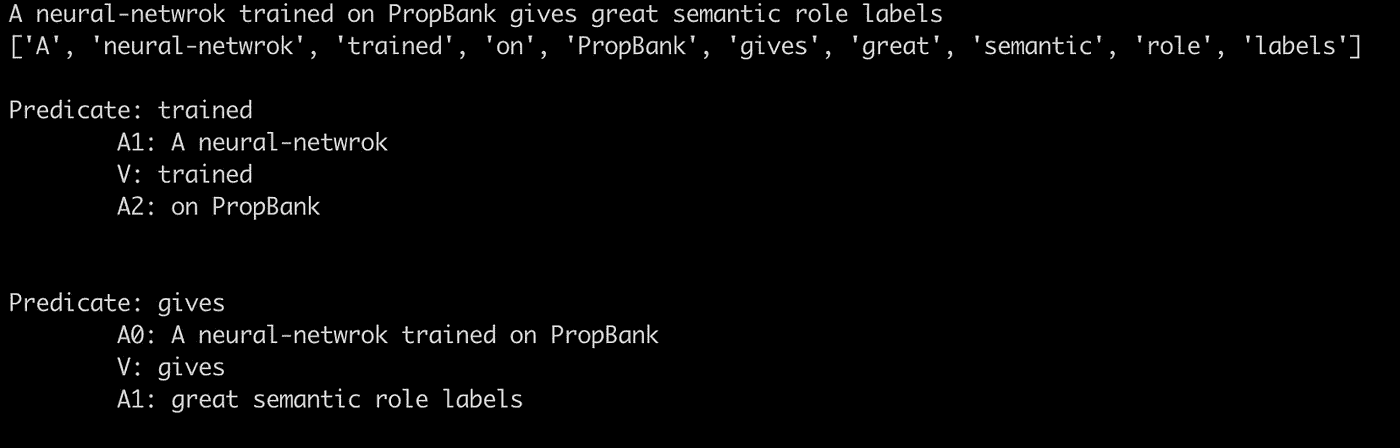 A neural-netwrok trained on PropBank gives great semantic role labels
['A', 'neural-netwrok', 'trained', 'on', 'PropBank', 'gives', 'great', 'semantic', 'role', 'labels']
Predicate: trained
A1: A neural-netwrok
V: trained
A2: on PropBank
Predicate: gives
A0: A neural-netwrok trained on PropBank
V: gives
A1: great semantic role labels